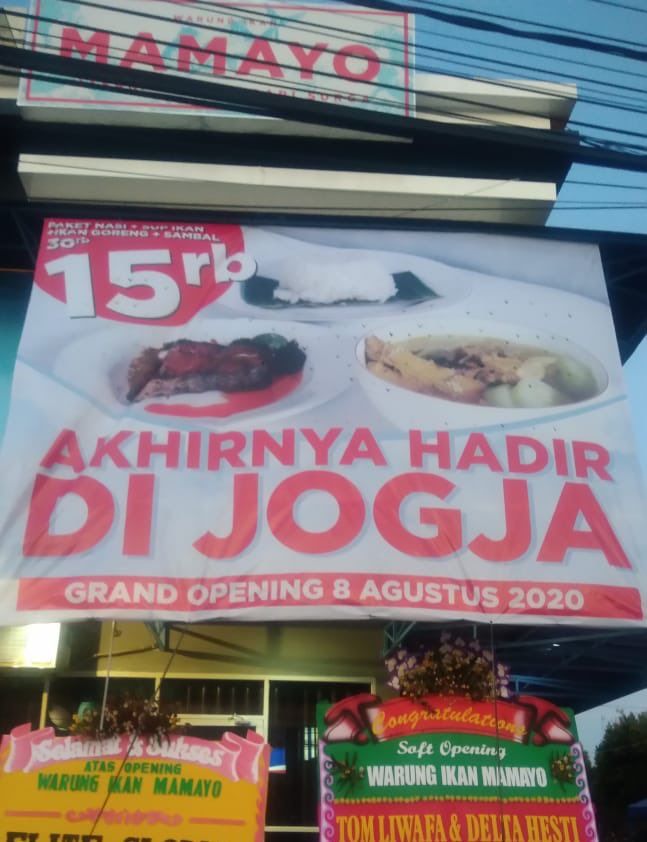 WARUNG IKAN
MAMAYO
SURGA
PAKET NASI + SUP IKAN
IKAN GORENG + SAMBAL
30rb
15rb
AKHIRNYA HADIR
DI JOGJA
GRAND OPENING 8 AGUSTUS 2020
Selamat & Sukses
ATAS OPENING
WARUNG IKAN MAMAYO
Congratulations
Soft Opening
WARUNG IKAN MAMAYO
TOM LIWAFA & DELTA HESTI